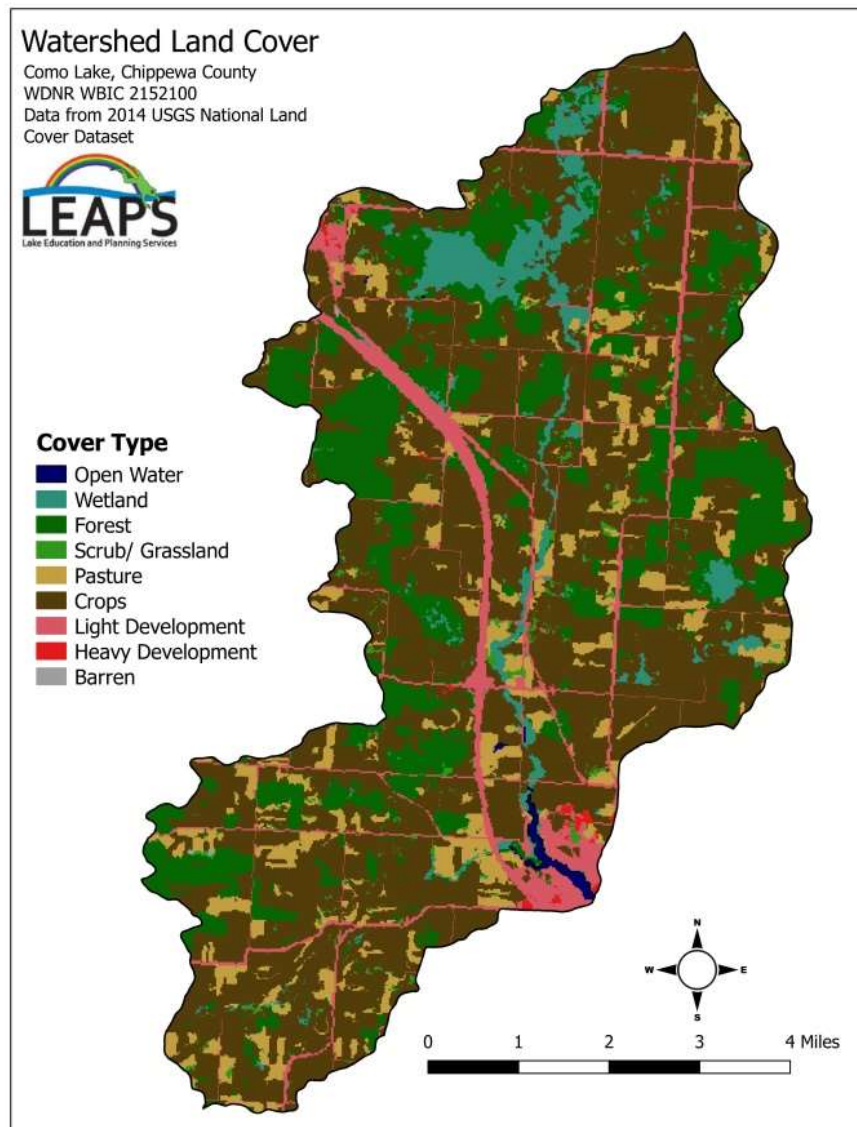 Watershed Land Cover
Como Lake, Chippewa County
WDNR WBIC 2152100
Data from 2014 USGS National Land
Cover Dataset
LEAPS
Lake Education and Planning Services
Cover Type
Open Water
Wetland
Forest
Scrub/ Grassland
Pasture
Crops
Light Development
Heavy Development
Barren
N
W E
S
0 1 2 3 4 Miles